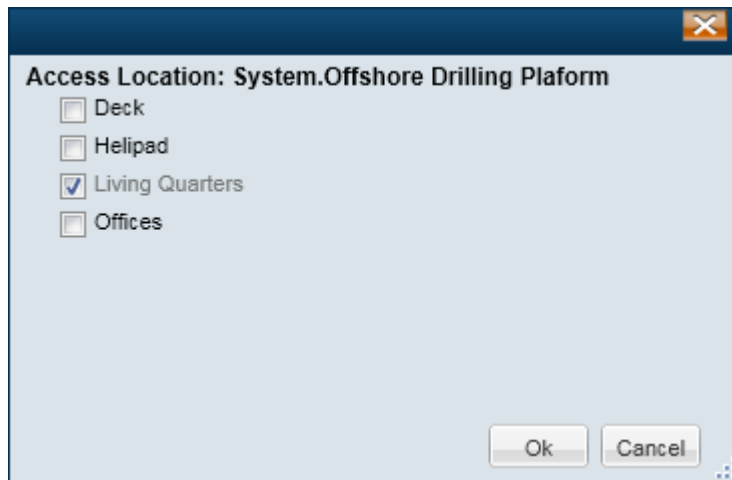 Access Location: System.Offshore Drilling Plaform
Deck
Helipad
Living Quarters
Offices
Ok Cancel